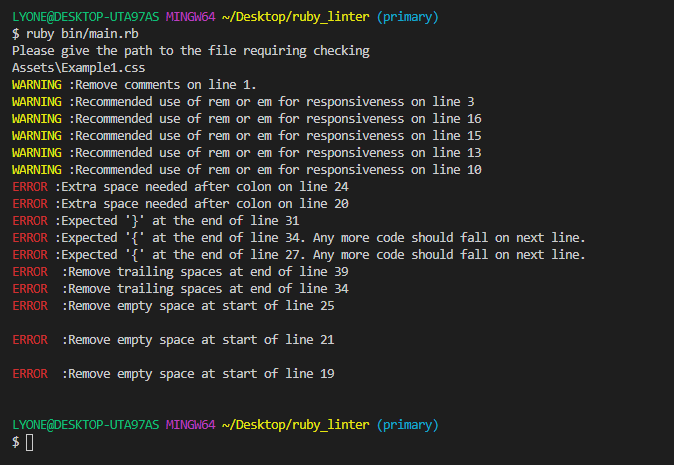 LYONE@DESKTOP-UTA97AS MINGW64 ~/Desktop/ruby_linter (primary)
$ ruby bin/main.rb
Please give the path to the file requiring checking
Assets\Example1.css
WARNING :Remove comments on line 1.
WARNING :Recommended use of rem or em for responsiveness on line 3
WARNING :Recommended use of rem or em for responsiveness on line 16
WARNING :Recommended use of rem or em for responsiveness on line 15
WARNING :Recommended use of rem or em for responsiveness on line 13
WARNING :Recommended use of rem or em for responsiveness on line 10
ERROR :Extra space needed after colon on line 24
ERROR :Extra space needed after colon on line 20
ERROR :Expected '}' at the end of line 31
ERROR :Expected '{' at the end of line 34. Any more code should fall on next line.
ERROR :Expected '{' at the end of line 27. Any more code should fall on next line.
ERROR  :Remove trailing spaces at end of line 39
ERROR  :Remove trailing spaces at end of line 34
ERROR  :Remove empty space at start of line 25
ERROR  :Remove empty space at start of line 21
ERROR  :Remove empty space at start of line 19
LYONE@DESKTOP-UTA97AS MINGW64 ~/Desktop/ruby_linter (primary)
$